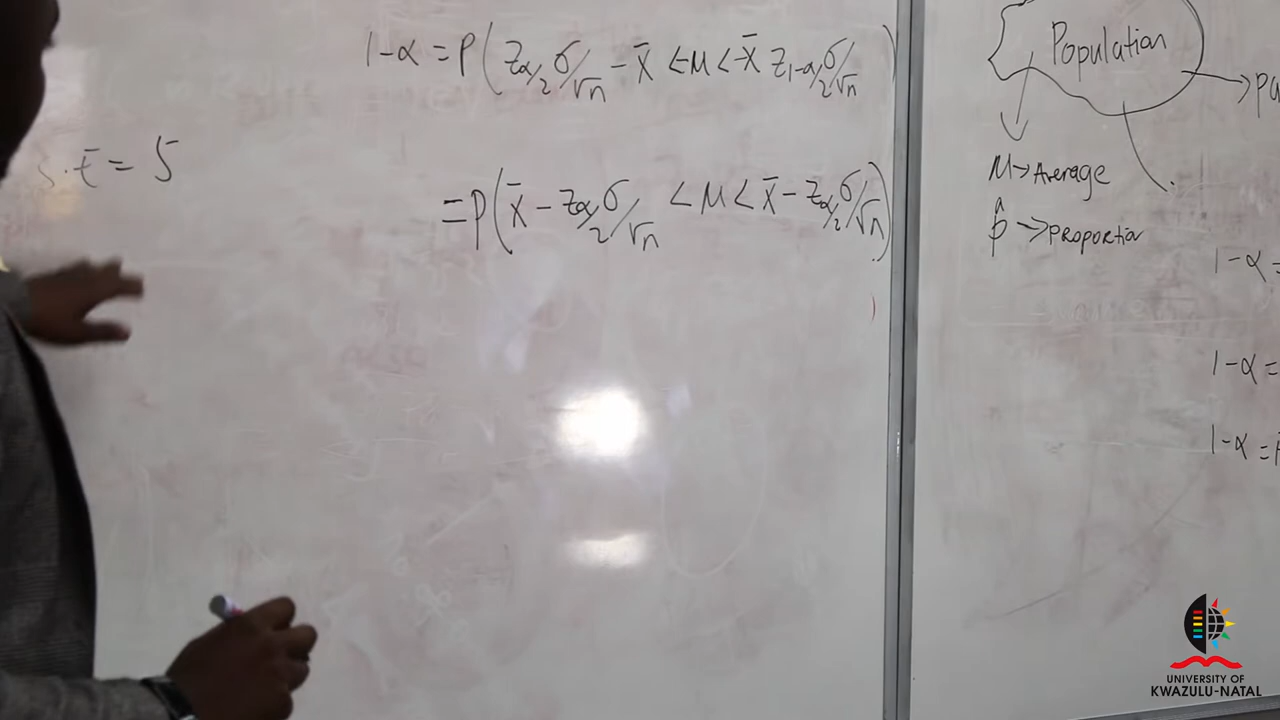 1-α = P( Zα/2 σ/√n - x̄ < -M < -x̄ Z1-α/2 σ/√n )
S.E = 5
= P( x̄ - Zα/2 σ/√n < M < x̄ - Zα/2 σ/√n )
Population
M → Average
p̂ → PROPORTION
1-α =
1-α =
1-α =
UNIVERSITY OF
KWAZULU-NATAL